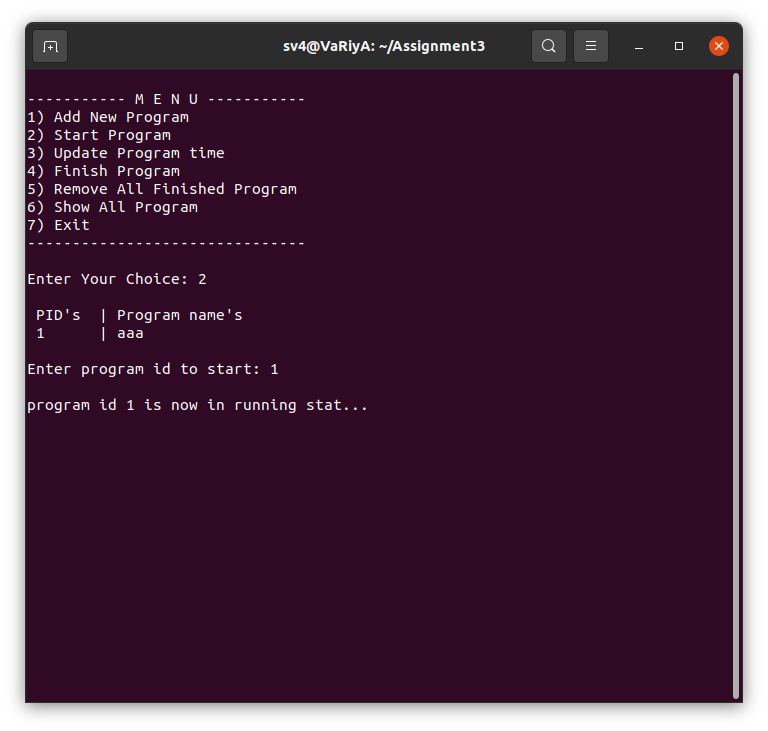 sv4@VaRiyA: ~/Assignment3
----------- M E N U -----------
1) Add New Program
2) Start Program
3) Update Program time
4) Finish Program
5) Remove All Finished Program
6) Show All Program
7) Exit
-------------------------------
Enter Your Choice: 2
PID's  | Program name's
1      | aaa
Enter program id to start: 1
program id 1 is now in running stat...